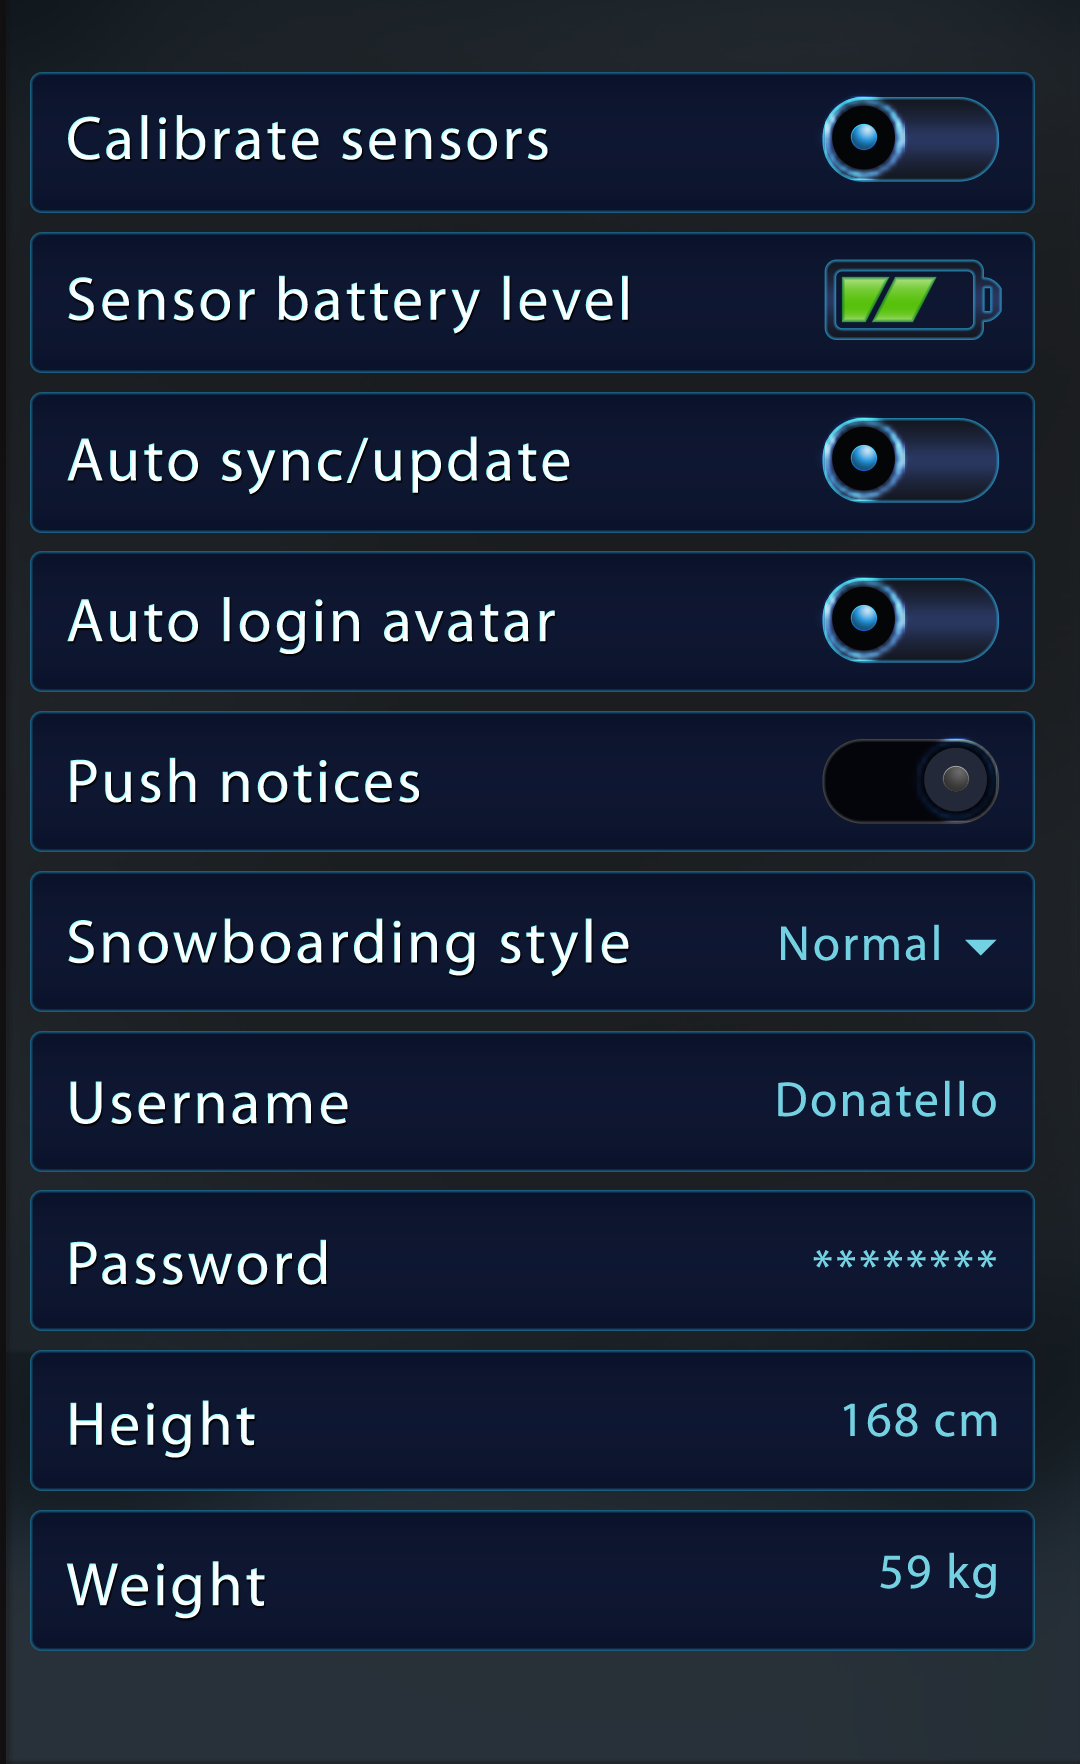 Calibrate sensors
Sensor battery level
Auto sync/update
Auto login avatar
Push notices
Snowboarding style Normal
Username Donatello
Password ********
Height 168 cm
Weight 59 kg